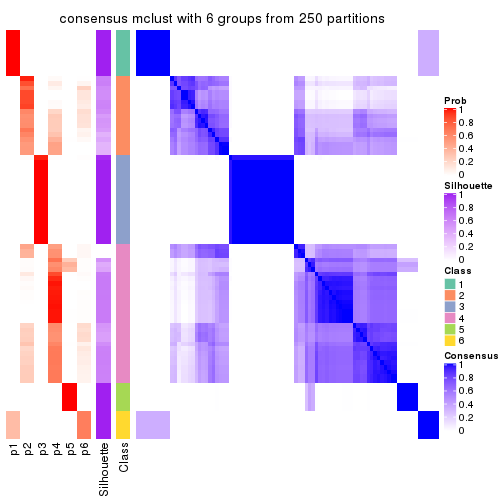 consensus mclust with 6 groups from 250 partitions
Prob
1
0.8
0.6
0.4
0.2
0
Silhouette
1
0.8
0.6
0.4
0.2
0
Class
1
2
3
4
5
6
Consensus
1
0.8
0.6
0.4
0.2
0
p1
p2
p3
p4
p5
p6
Silhouette
Class